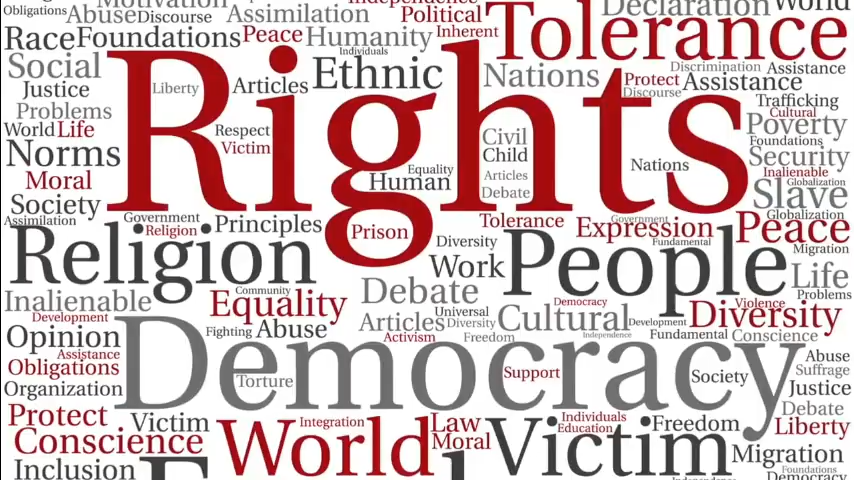 Obligations Motivation Independence Political Declaration World
Abuse Discourse Assimilation Inherent Tolerance
Race Foundations Peace Humanity Individuals
Social Articles Ethnic Nations Discrimination Assistance
Justice Liberty Rights Protect Assistance
Problems Discourse Trafficking
World Life Respect Civil Cultural Poverty
Norms Victim Child Nations Foundations Security
Moral Equality Human Articles Inalienable
Society Debate Globalization Slave
Assimilation Government Principles Prison Tolerance Government Expression Globalization Peace
Religion Religion Diversity People Fundamental Migration
Work Life
Inalienable Community Equality Debate Democracy Violence Problems
Development Fighting Abuse Articles Universal Diversity Cultural Development Diversity
Opinion Activism Freedom Independence Fundamental Conscience
Assistance Democracy Abuse
Obligations Torture Support Society Suffrage
Organization Justice
Protect Victim Integration Law Individuals Freedom Debate
Conscience World Moral Education Victim Liberty
Inclusion Migration
Independence Foundations
Democracy